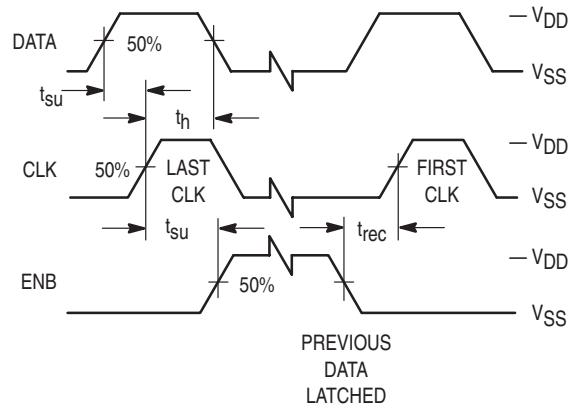 V_DD
DATA 50%
V_SS
t_su
t_h
V_DD
CLK 50% LAST CLK FIRST CLK
V_SS
t_su t_rec
V_DD
ENB 50%
V_SS
PREVIOUS
DATA
LATCHED